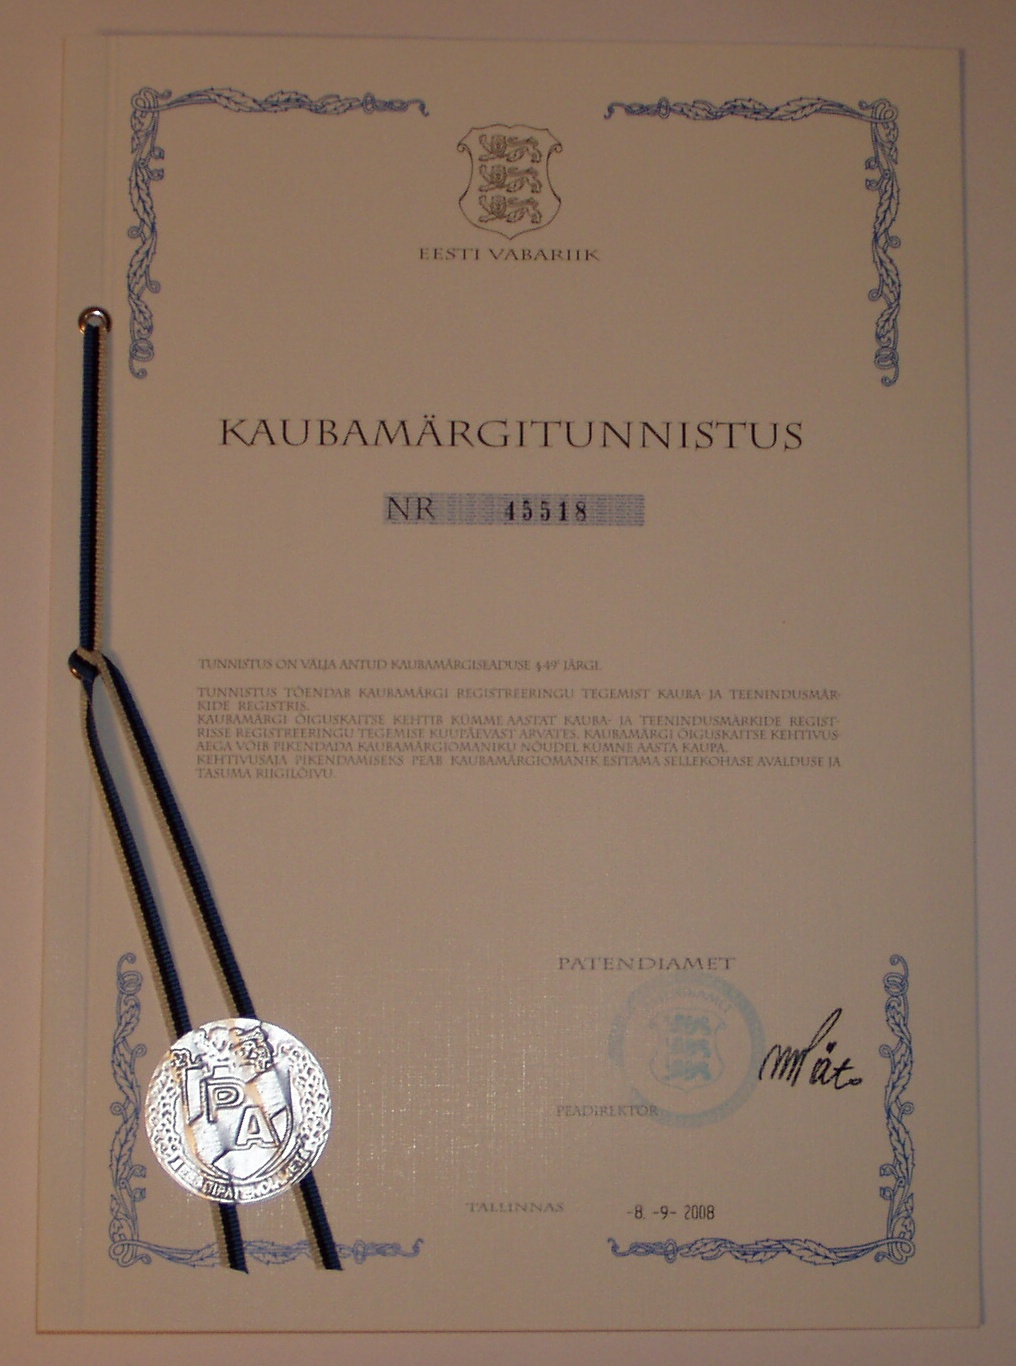 EESTI VABARIIK
KAUBAMÄRGITUNNISTUS
NR 45518
TUNNISTUS ON VÄLJA ANTUD KAUBAMÄRGISEADUSE §49¹ JÄRGI.
TUNNISTUS TÕENDAB KAUBAMÄRGI REGISTREERINGU TEGEMIST KAUBA- JA TEENINDUSMÄR-
KIDE REGISTRIS.
KAUBAMÄRGI ÕIGUSKAITSE KEHTIB KÜMME AASTAT KAUBA- JA TEENINDUSMÄRKIDE REGIST-
RISSE REGISTREERINGU TEGEMISE KUUPÄEVAST ARVATES. KAUBAMÄRGI ÕIGUSKAITSE KEHTIVUS-
AEGA VÕIB PIKENDADA KAUBAMÄRGIOMANIKU NÕUDEL KÜMNE AASTA KAUPA.
KEHTIVUSAJA PIKENDAMISEKS PEAB KAUBAMÄRGIOMANIK ESITAMA SELLEKOHASE AVALDUSE JA
TASUMA RIIGILÕIVU.
PATENDIAMET
PEADIREKTOR
PA
TALLINNAS -8. -9- 2008